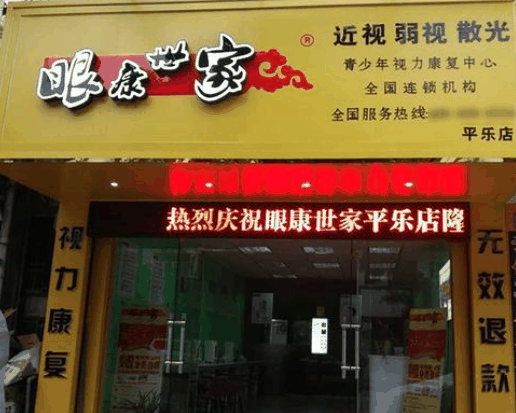 眼康世家®
近视 弱视 散光
青少年视力康复中心
全国连锁机构
全国服务热线:
平乐店
热烈庆祝眼康世家平乐店隆
视力康复
无效退款